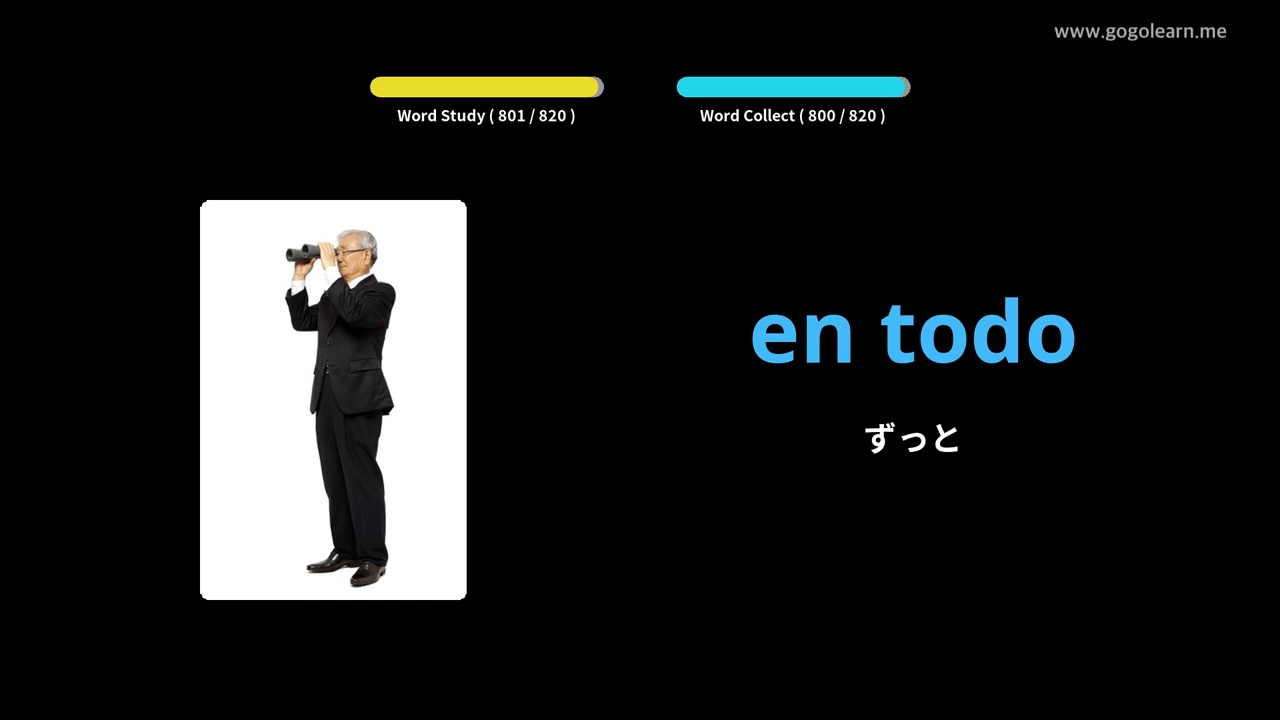 www.gogolearn.me
Word Study ( 801 / 820 )
Word Collect ( 800 / 820 )
en todo
ずっと